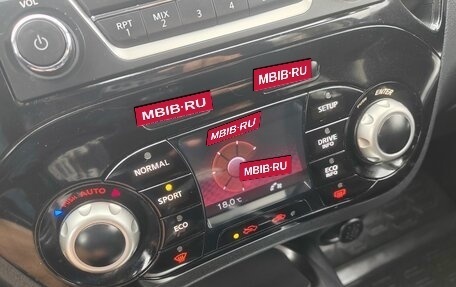 VOL
RPT
1
MIX
2
3
4
MBIB·RU
MBIB·RU
MBIB·RU
MBIB·RU
SETUP
ENTER
NORMAL
DRIVE
INFO
SPORT
ECO
INFO
ECO
AUTO
18.0°C